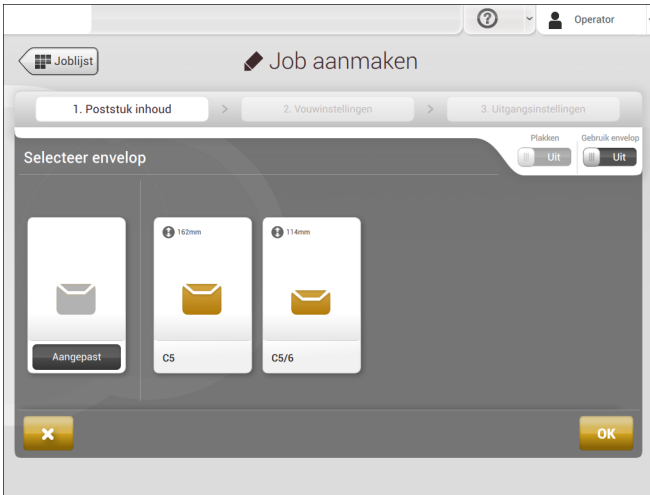 Operator
Joblijst
Job aanmaken
1. Poststuk inhoud > 2. Vouwinstellingen > 3. Uitgangsinstellingen
Plakken Gebruik envelop
Uit Uit
Selecteer envelop
162mm 114mm
Aangepast C5 C5/6
OK